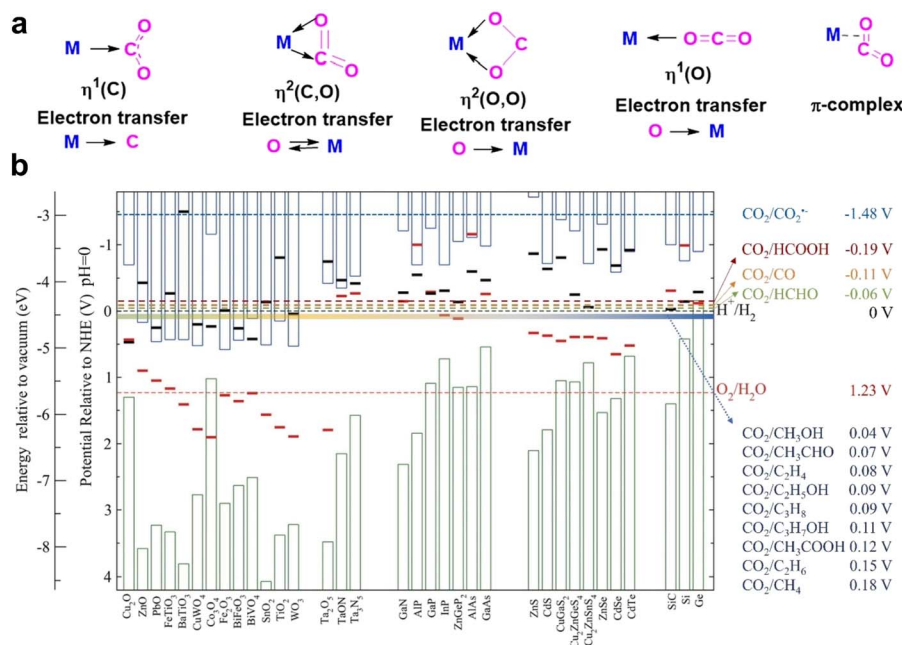 a
M C O O
M O C O
M O C O
M O=C=O
M O C O
η1(C)
η2(C,O)
η2(O,O)
η1(O)
π-complex
Electron transfer
Electron transfer
Electron transfer
Electron transfer
M → C
O ⇌ M
O → M
O → M
b
Energy relative to vacuum (eV)
-3
-4
-5
-6
-7
-8
Potential Relative to NHE (V) pH=0
-1
0
1
2
3
4
CO2/CO2•- -1.48 V
CO2/HCOOH -0.19 V
CO2/CO -0.11 V
CO2/HCHO -0.06 V
H+/H2 0 V
O2/H2O 1.23 V
CO2/CH3OH 0.04 V
CO2/CH3CHO 0.07 V
CO2/C2H4 0.08 V
CO2/C2H5OH 0.09 V
CO2/C3H8 0.09 V
CO2/C3H7OH 0.11 V
CO2/CH3COOH 0.12 V
CO2/C2H6 0.15 V
CO2/CH4 0.18 V
Cu2O
ZnO
PbO
FeTiO3
BaTiO3
CuWO4
Co3O4
Fe2O3
BiFeO3
BiVO4
SnO2
TiO2
WO3
Ta2O5
TaON
Ta3N5
GaN
AlP
GaP
InP
ZnGeP2
AlAs
GaAs
ZnS
CdS
CuGaS2
Cu2ZnGeS4
Cu2ZnSnS4
ZnSe
CdSe
CdTe
SiC
Si
Ge